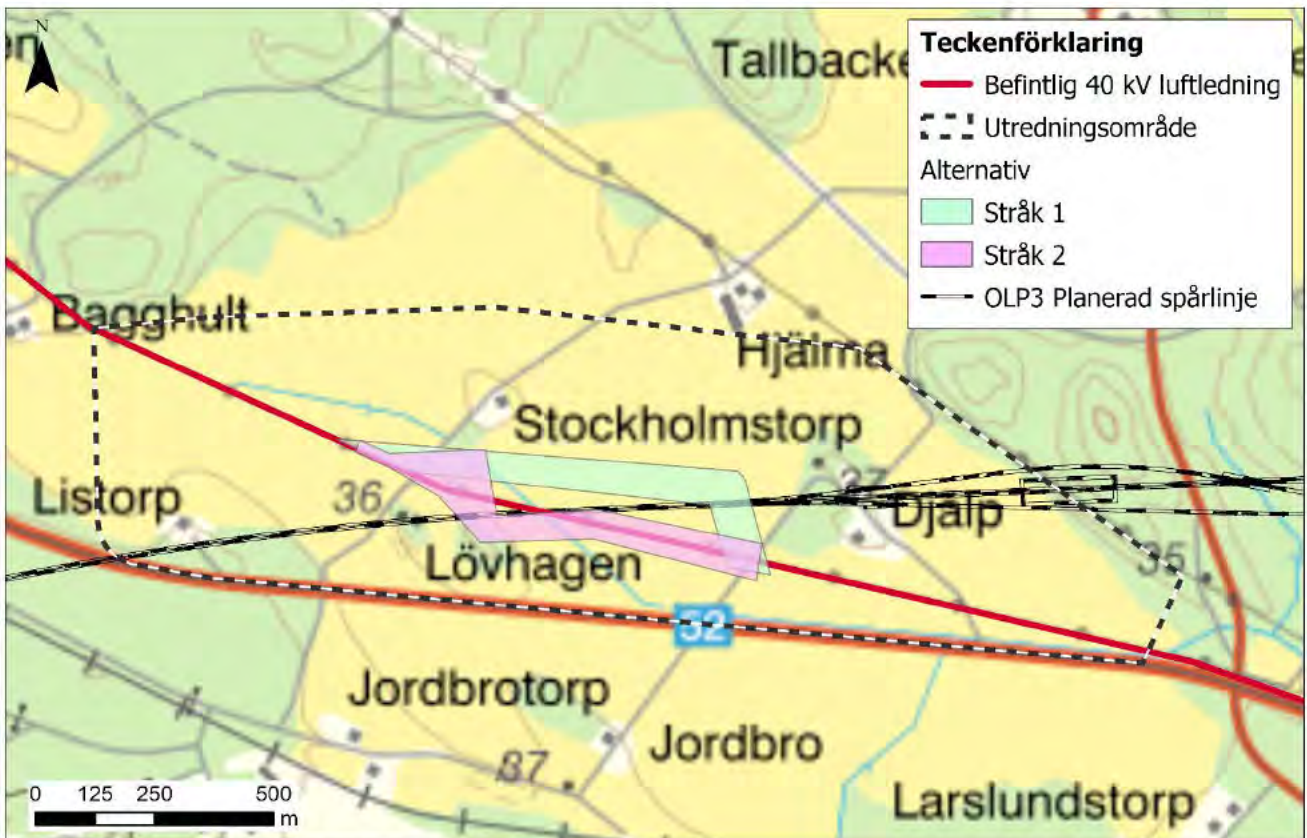 N
Tallbacke
Teckenförklaring
Befintlig 40 kV luftledning
Utredningsområde
Alternativ
Stråk 1
Stråk 2
OLP3 Planerad spårlinje
Bagghult
Hjälma
Stockholmstorp
Listorp
36
37
Djälp
Lövhagen
35
52
Jordbrotorp
Jordbro
37
Larslundstorp
0 125 250 500
m